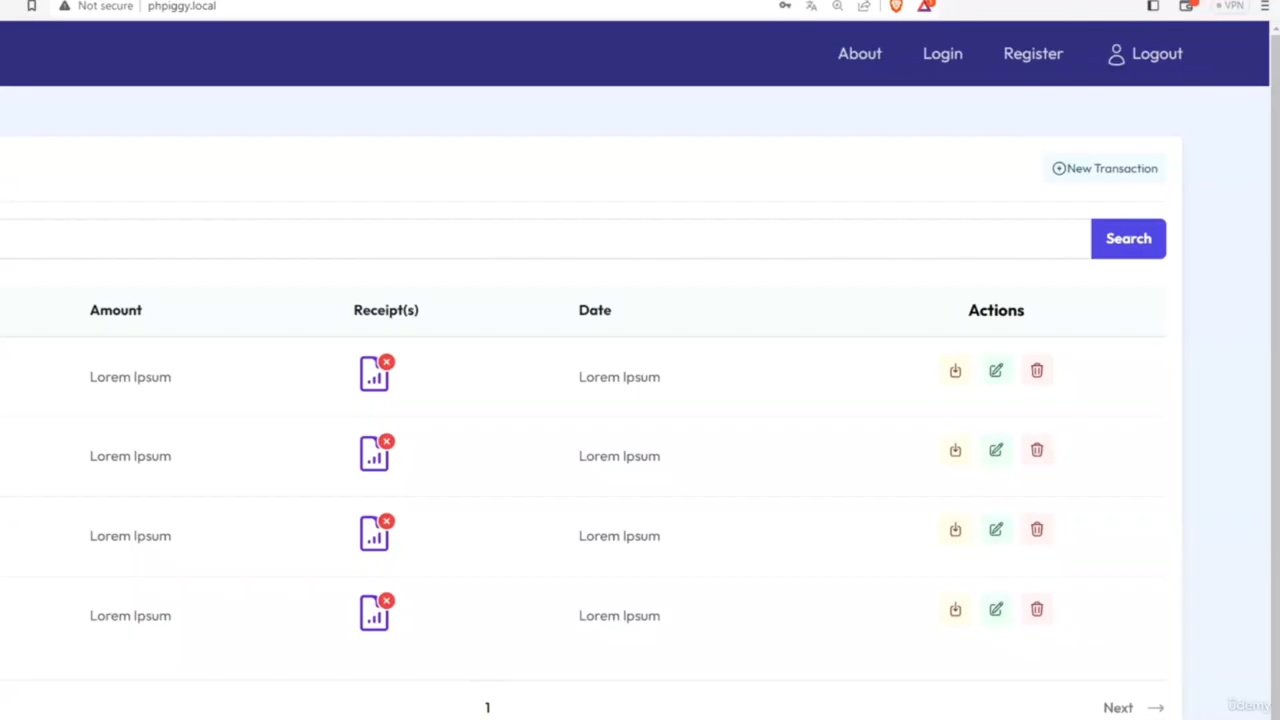 Not secure phpiggy.local VPN
About Login Register Logout
New Transaction
Search
Amount Receipt(s) Date Actions
Lorem Ipsum Lorem Ipsum
Lorem Ipsum Lorem Ipsum
Lorem Ipsum Lorem Ipsum
Lorem Ipsum Lorem Ipsum
1 Next
Udemy